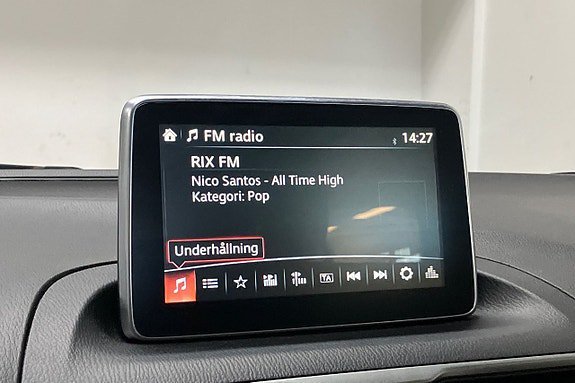 FM radio 14:27
RIX FM
Nico Santos - All Time High
Kategori: Pop
Underhållning
TA